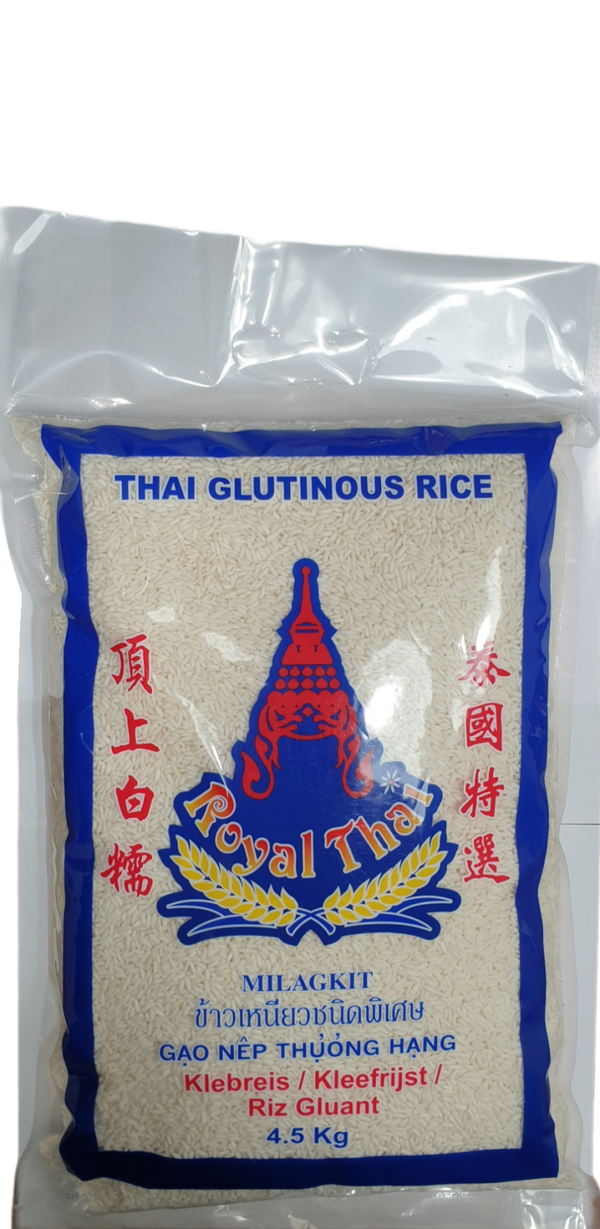 THAI GLUTINOUS RICE
頂上白糯
泰國特選
Royal Thai
MILAGKIT
ข้าวเหนียวชนิดพิเศษ
GẠO NẾP THỰỎNG HẠNG
Klebreis / Kleefrijst /
Riz Gluant
4.5 Kg